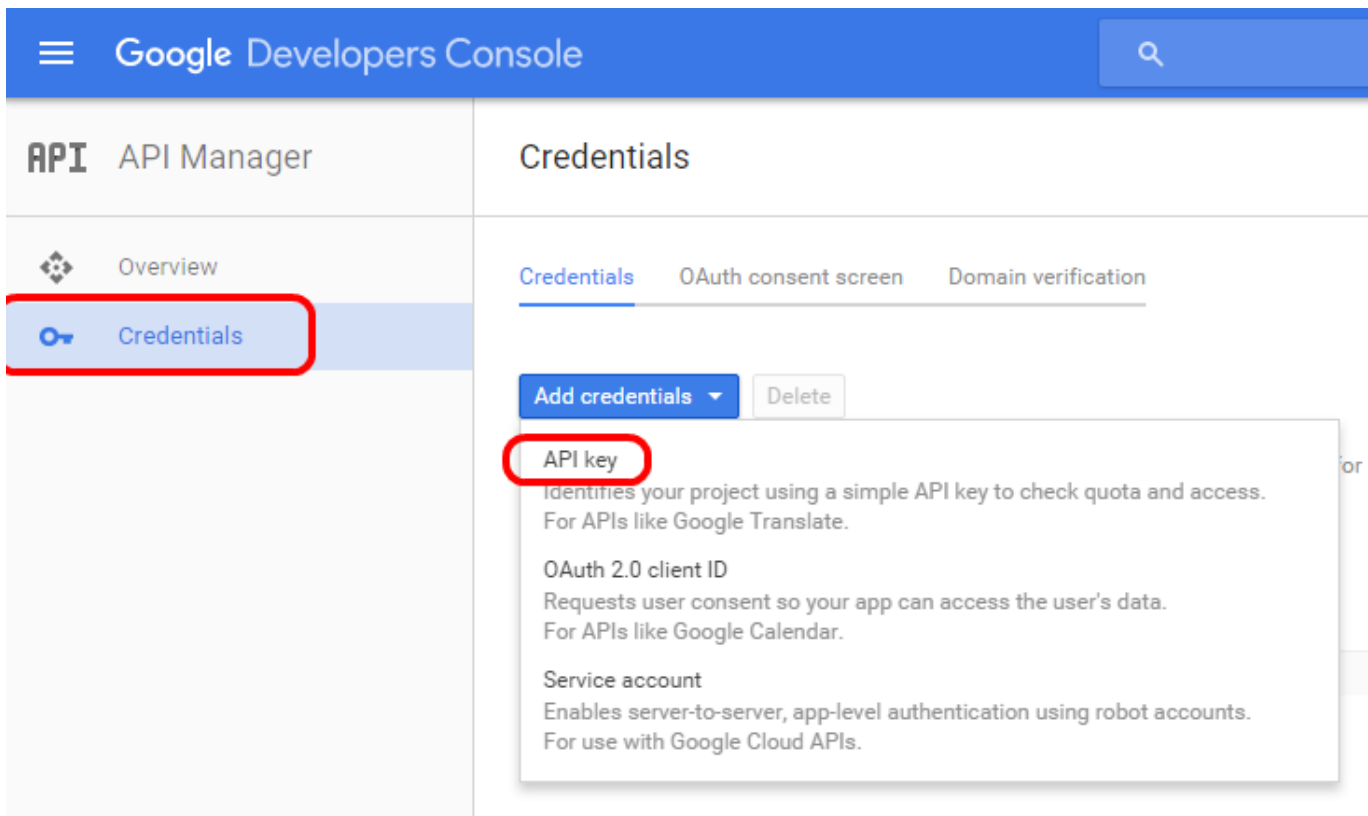 Google Developers Console
API API Manager
Credentials
Overview
Credentials
Credentials OAuth consent screen Domain verification
Add credentials Delete
API key
for
Identifies your project using a simple API key to check quota and access.
For APIs like Google Translate.
OAuth 2.0 client ID
Requests user consent so your app can access the user's data.
For APIs like Google Calendar.
Service account
Enables server-to-server, app-level authentication using robot accounts.
For use with Google Cloud APIs.